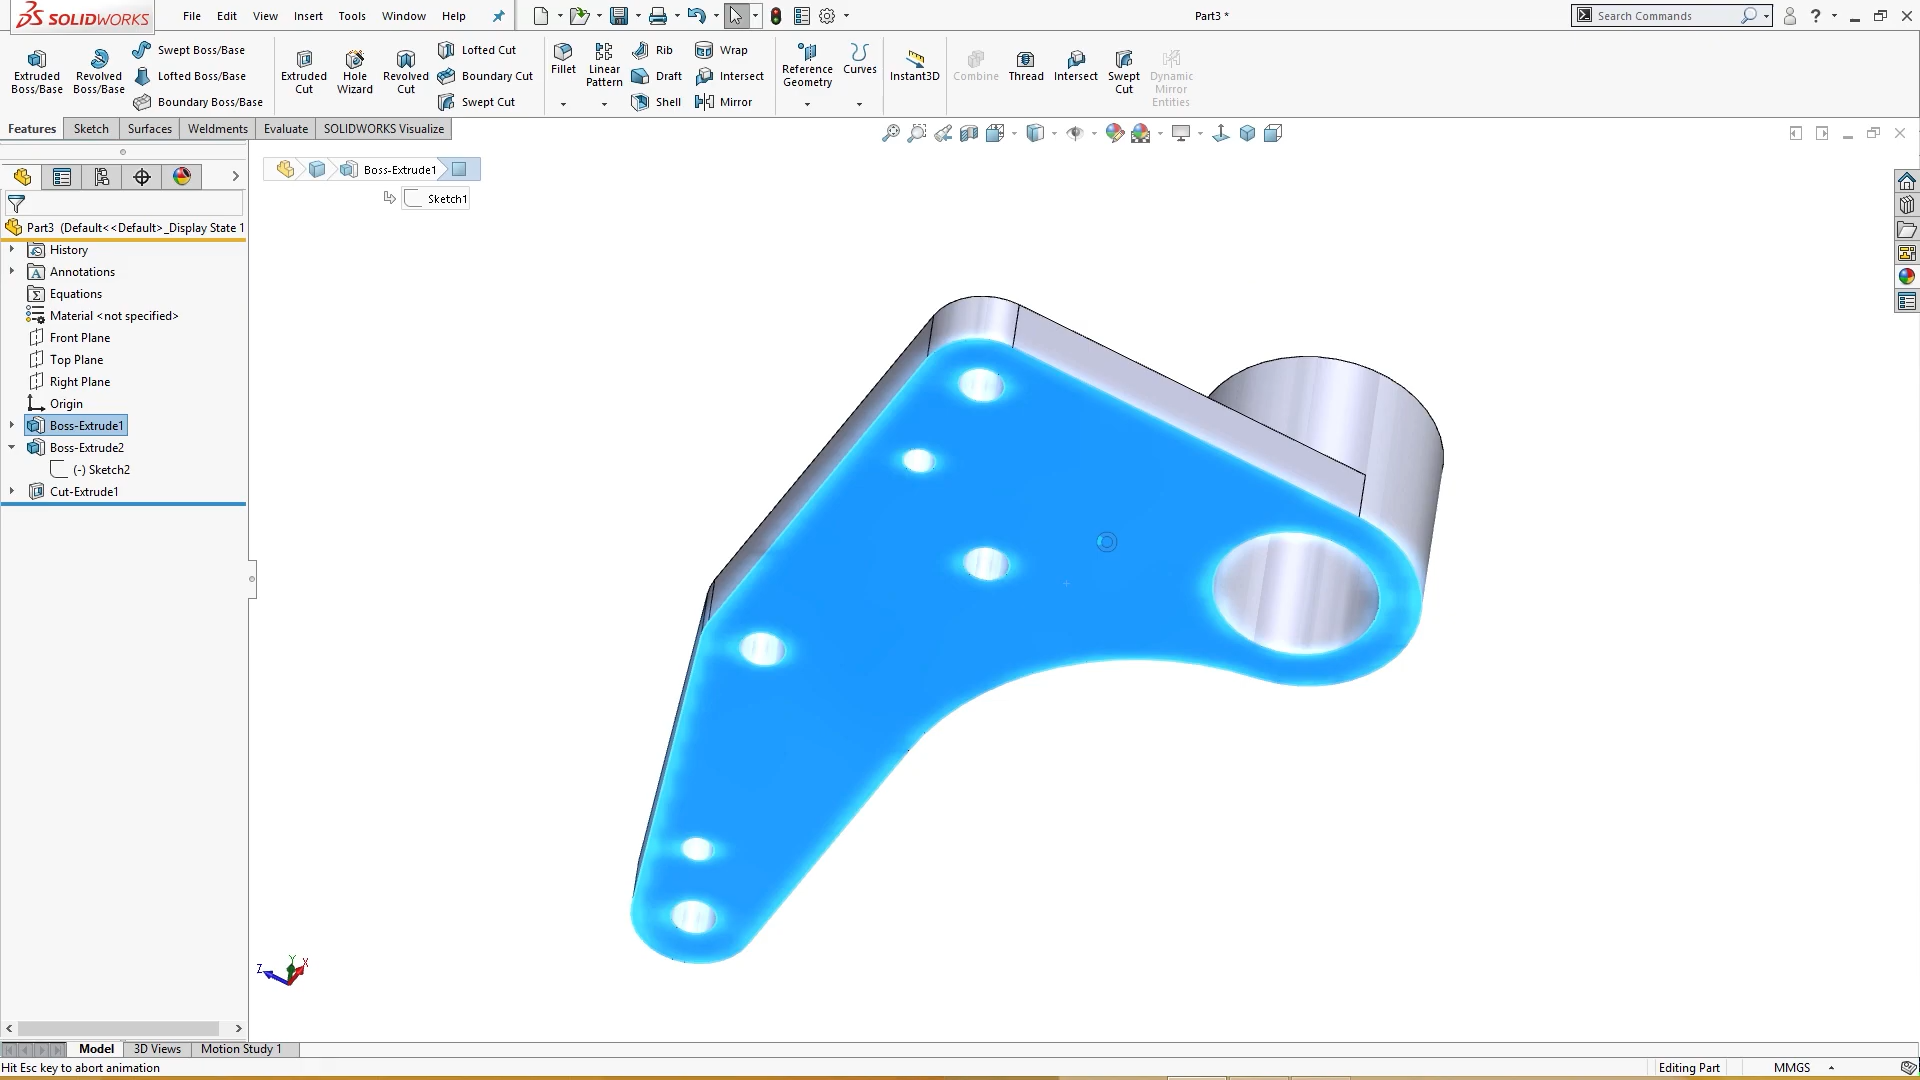 SOLIDWORKS File Edit View Insert Tools Window Help Part3 * Search Commands
Extruded Boss/Base
Revolved Boss/Base
Swept Boss/Base
Lofted Boss/Base
Boundary Boss/Base
Extruded Cut
Hole Wizard
Revolved Cut
Lofted Cut
Boundary Cut
Swept Cut
Fillet
Linear Pattern
Rib
Draft
Shell
Wrap
Intersect
Mirror
Reference Geometry
Curves
Instant3D
Combine
Thread
Intersect
Swept Cut
Dynamic Mirror Entities
Features Sketch Surfaces Weldments Evaluate SOLIDWORKS Visualize
Boss-Extrude1
Sketch1
Part3 (Default<<Default>_Display State 1
History
Annotations
Equations
Material <not specified>
Front Plane
Top Plane
Right Plane
Origin
Boss-Extrude1
Boss-Extrude2
(-) Sketch2
Cut-Extrude1
Y
Z X
Model 3D Views Motion Study 1
Hit Esc key to abort animation Editing Part MMGS